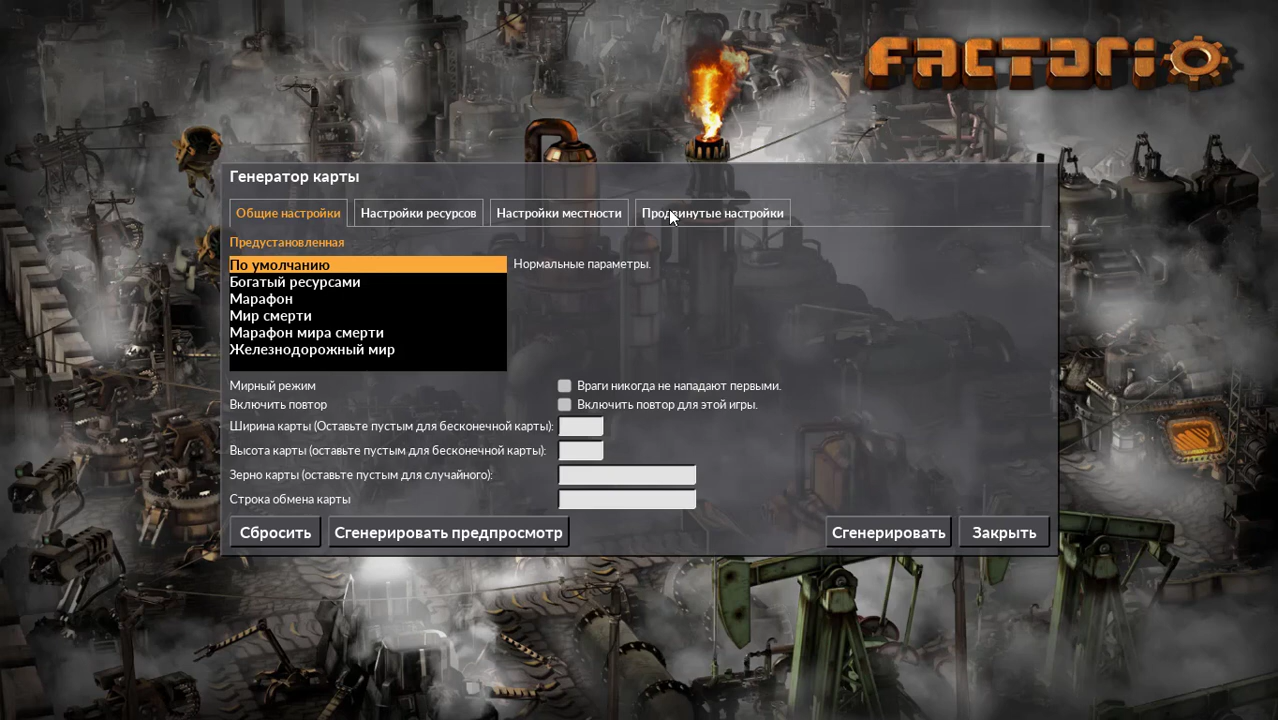 FACTORIO
Генератор карты
Общие настройки Настройки ресурсов Настройки местности Продвинутые настройки
Предустановленная
По умолчанию Нормальные параметры.
Богатый ресурсами
Марафон
Мир смерти
Марафон мира смерти
Железнодорожный мир
Мирный режим Враги никогда не нападают первыми.
Включить повтор Включить повтор для этой игры.
Ширина карты (Оставьте пустым для бесконечной карты):
Высота карты (оставьте пустым для бесконечной карты):
Зерно карты (оставьте пустым для случайного):
Строка обмена карты
Сбросить Сгенерировать предпросмотр Сгенерировать Закрыть